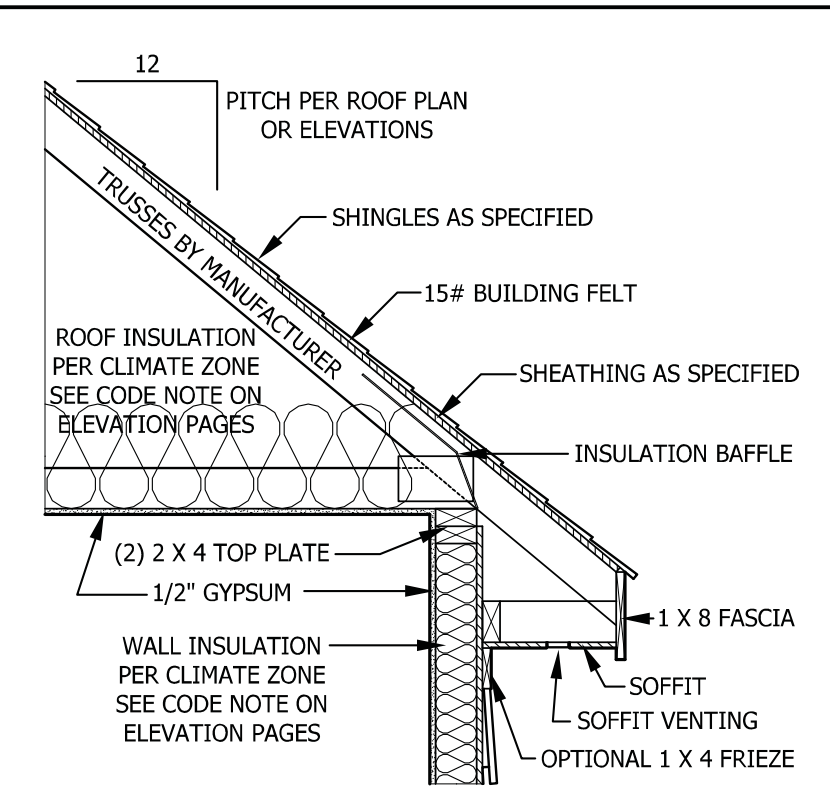 12
PITCH PER ROOF PLAN
OR ELEVATIONS
TRUSSES BY MANUFACTURER
SHINGLES AS SPECIFIED
15# BUILDING FELT
ROOF INSULATION
PER CLIMATE ZONE
SEE CODE NOTE ON
ELEVATION PAGES
SHEATHING AS SPECIFIED
INSULATION BAFFLE
(2) 2 X 4 TOP PLATE
1/2" GYPSUM
1 X 8 FASCIA
WALL INSULATION
PER CLIMATE ZONE
SEE CODE NOTE ON
ELEVATION PAGES
SOFFIT
SOFFIT VENTING
OPTIONAL 1 X 4 FRIEZE